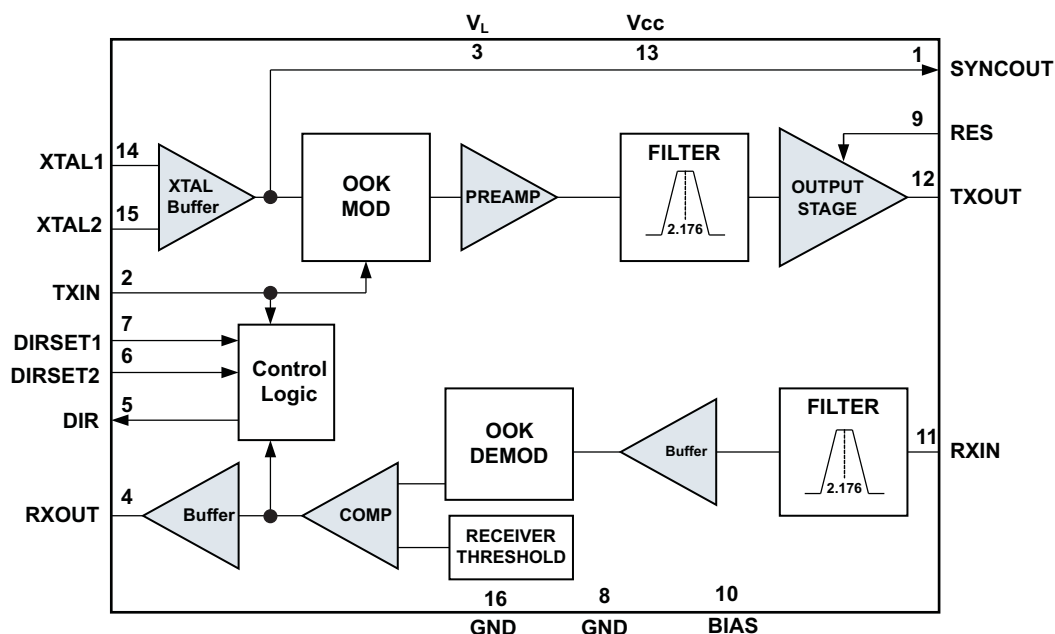 VL Vcc
3 13 1
SYNCOUT
9
RES
XTAL1 14
XTAL Buffer
OOK MOD
PREAMP
FILTER
2.176
OUTPUT STAGE
12
TXOUT
XTAL2 15
TXIN 2
DIRSET1 7
DIRSET2 6
DIR 5
Control Logic
OOK DEMOD
Buffer
FILTER
2.176
11
RXIN
RXOUT 4
Buffer
COMP
RECEIVER THRESHOLD
16 8 10
GND GND BIAS